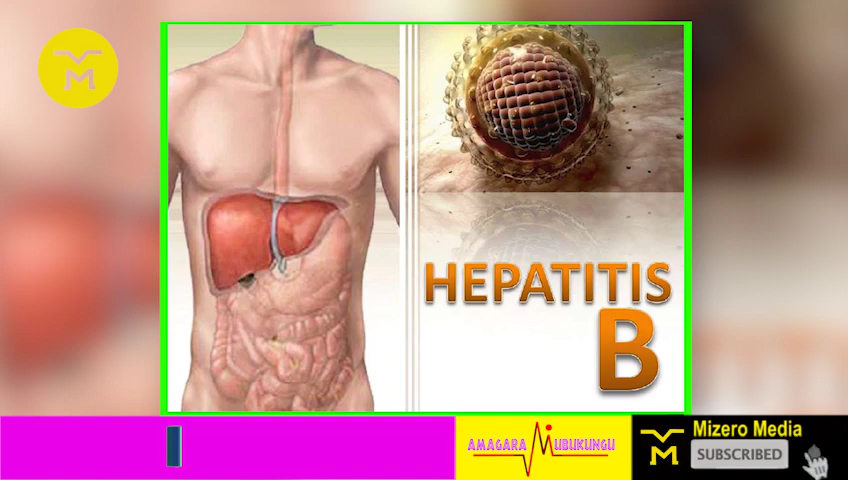 HEPATITIS
B
AMAGARA MUBUKUNGU
Mizero Media
SUBSCRIBED